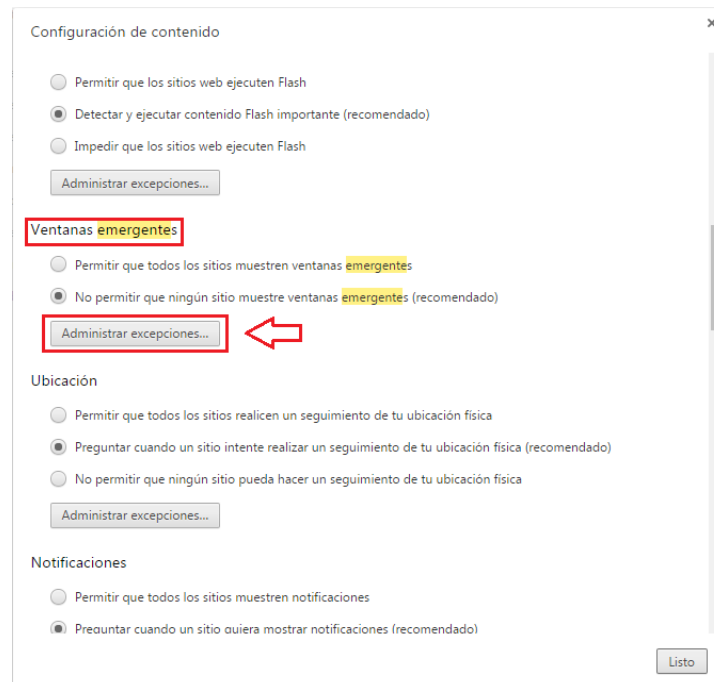 Configuración de contenido
Permitir que los sitios web ejecuten Flash
Detectar y ejecutar contenido Flash importante (recomendado)
Impedir que los sitios web ejecuten Flash
Administrar excepciones...
Ventanas emergentes
Permitir que todos los sitios muestren ventanas emergentes
No permitir que ningún sitio muestre ventanas emergentes (recomendado)
Administrar excepciones...
Ubicación
Permitir que todos los sitios realicen un seguimiento de tu ubicación física
Preguntar cuando un sitio intente realizar un seguimiento de tu ubicación física (recomendado)
No permitir que ningún sitio pueda hacer un seguimiento de tu ubicación física
Administrar excepciones...
Notificaciones
Permitir que todos los sitios muestren notificaciones
Preguntar cuando un sitio quiera mostrar notificaciones (recomendado)
Listo